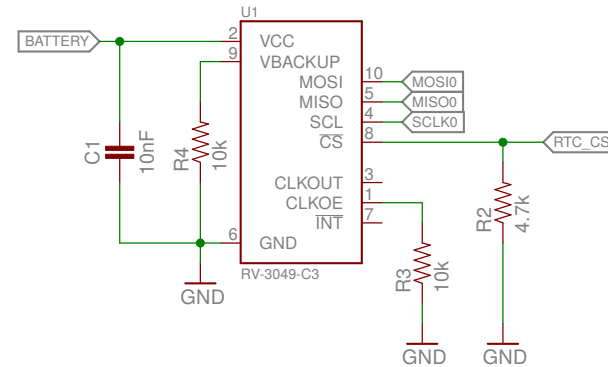 U1
BATTERY
2
VCC
9
VBACKUP
MOSI
10
MOSI0
MISO
5
MISO0
SCL
4
SCLK0
CS
8
RTC_CS
C1
10nF
R4
10k
CLKOUT
3
CLKOE
1
INT
7
R2
4.7k
6
GND
RV-3049-C3
R3
10k
GND
GND
GND